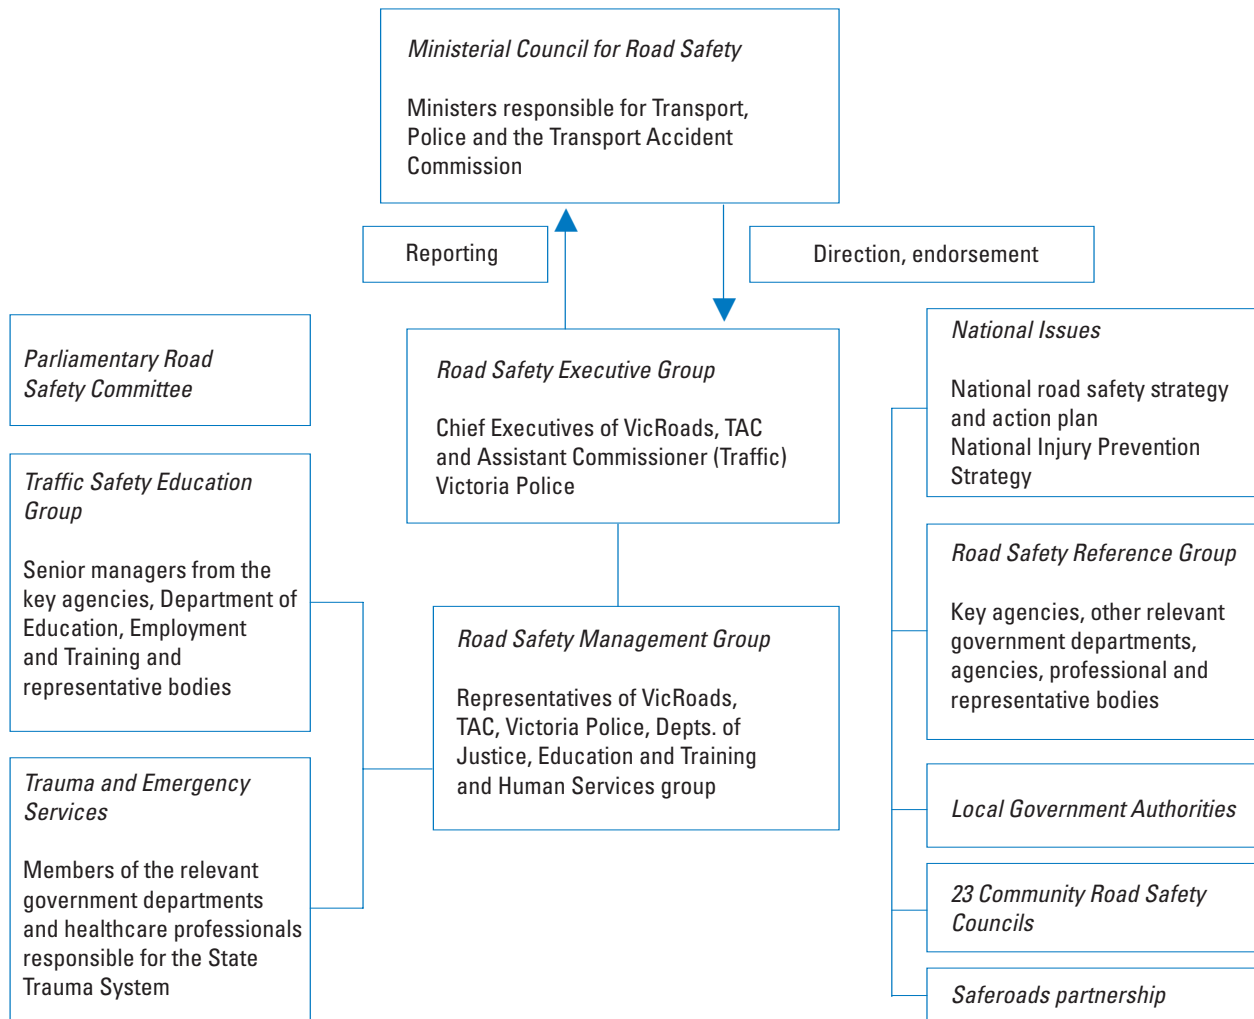 Ministerial Council for Road Safety
Ministers responsible for Transport,
Police and the Transport Accident
Commission
Reporting
Direction, endorsement
Parliamentary Road
Safety Committee
Traffic Safety Education
Group
Senior managers from the
key agencies, Department of
Education, Employment
and Training and
representative bodies
Trauma and Emergency
Services
Members of the relevant
government departments
and healthcare professionals
responsible for the State
Trauma System
Road Safety Executive Group
Chief Executives of VicRoads, TAC
and Assistant Commissioner (Traffic)
Victoria Police
Road Safety Management Group
Representatives of VicRoads,
TAC, Victoria Police, Depts. of
Justice, Education and Training
and Human Services group
National Issues
National road safety strategy
and action plan
National Injury Prevention
Strategy
Road Safety Reference Group
Key agencies, other relevant
government departments,
agencies, professional and
representative bodies
Local Government Authorities
23 Community Road Safety
Councils
Saferoads partnership